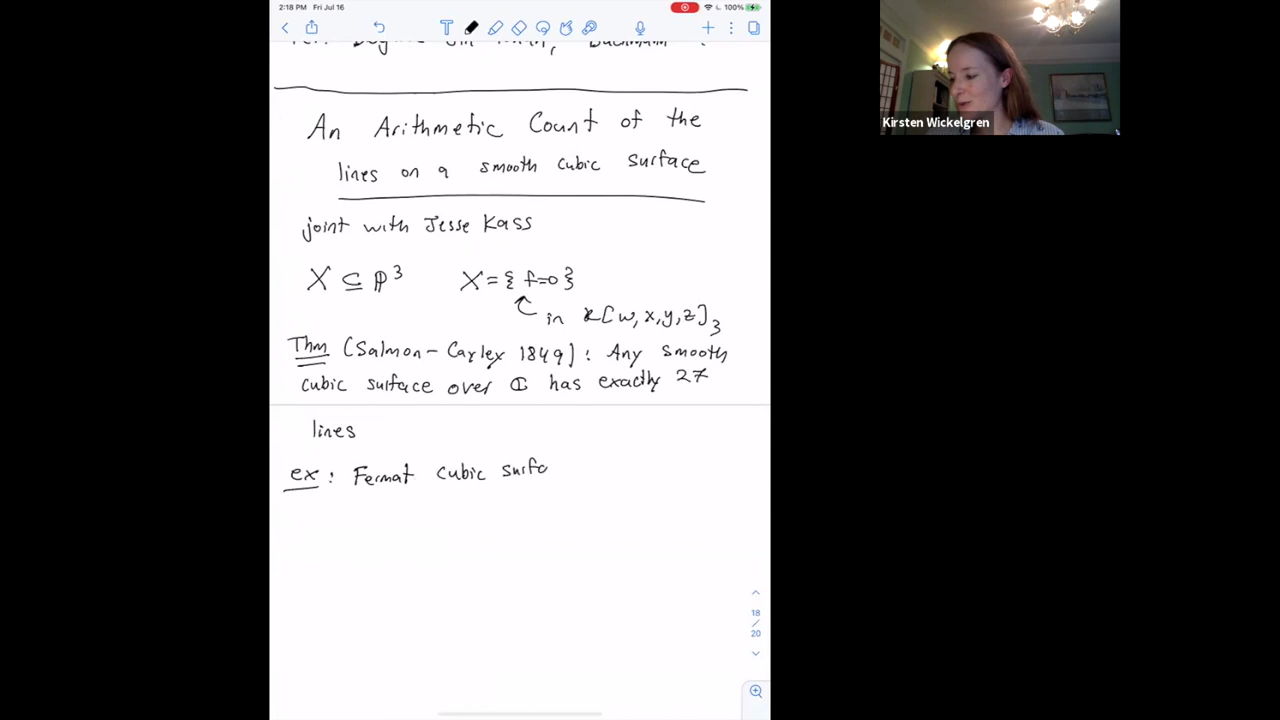 2:18 PM Fri Jul 16
100%
An Arithmetic Count of the
lines on a smooth cubic surface
joint with Jesse Kass
X ⊆ ℙ³ X = { f=0 }
in k[w,x,y,z]₃
Thm (Salmon-Cayley 1849): Any smooth
cubic surface over ℂ has exactly 27
lines
ex: Fermat cubic surfa
18
/
20
Kirsten Wickelgren